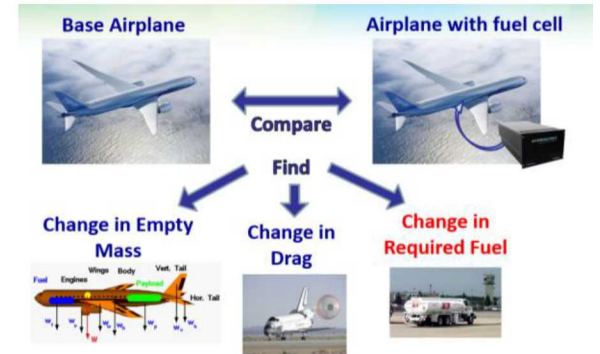 Base Airplane
Airplane with fuel cell
Compare
Find
Change in Empty
Mass
Change in
Drag
Change in
Required Fuel
Fuel
Engines
Wings
Body
Vert. Tail
Payload
Hor. Tail
W